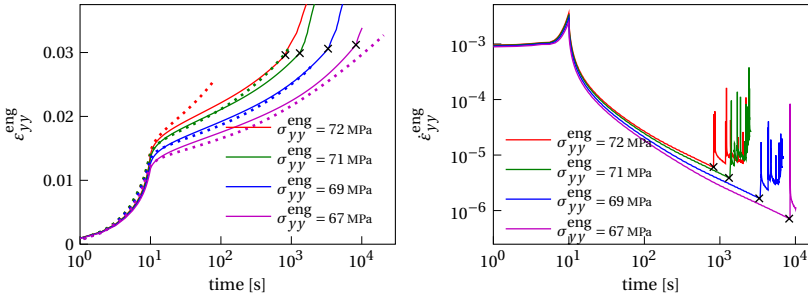 0.03
0.02
0.01
0
ε_yy^eng
σ_yy^eng = 72 MPa
σ_yy^eng = 71 MPa
σ_yy^eng = 69 MPa
σ_yy^eng = 67 MPa
10^0 10^1 10^2 10^3 10^4
time [s]
10^-3
10^-4
10^-5
10^-6
ε̇_yy^eng
σ_yy^eng = 72 MPa
σ_yy^eng = 71 MPa
σ_yy^eng = 69 MPa
σ_yy^eng = 67 MPa
10^0 10^1 10^2 10^3 10^4
time [s]